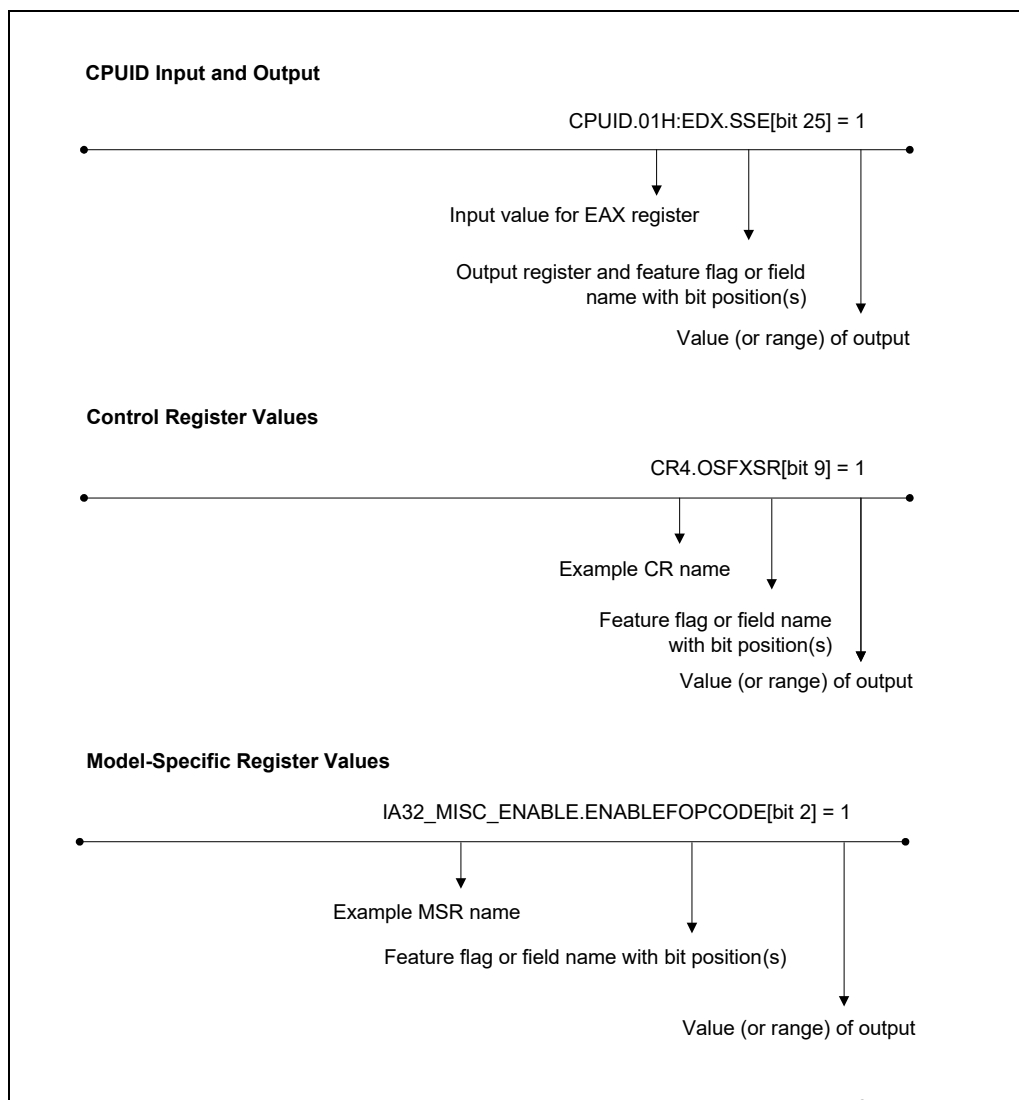 CPUID Input and Output
CPUID.01H:EDX.SSE[bit 25] = 1
Input value for EAX register
Output register and feature flag or field
name with bit position(s)
Value (or range) of output
Control Register Values
CR4.OSFXSR[bit 9] = 1
Example CR name
Feature flag or field name
with bit position(s)
Value (or range) of output
Model-Specific Register Values
IA32_MISC_ENABLE.ENABLEFOPCODE[bit 2] = 1
Example MSR name
Feature flag or field name with bit position(s)
Value (or range) of output